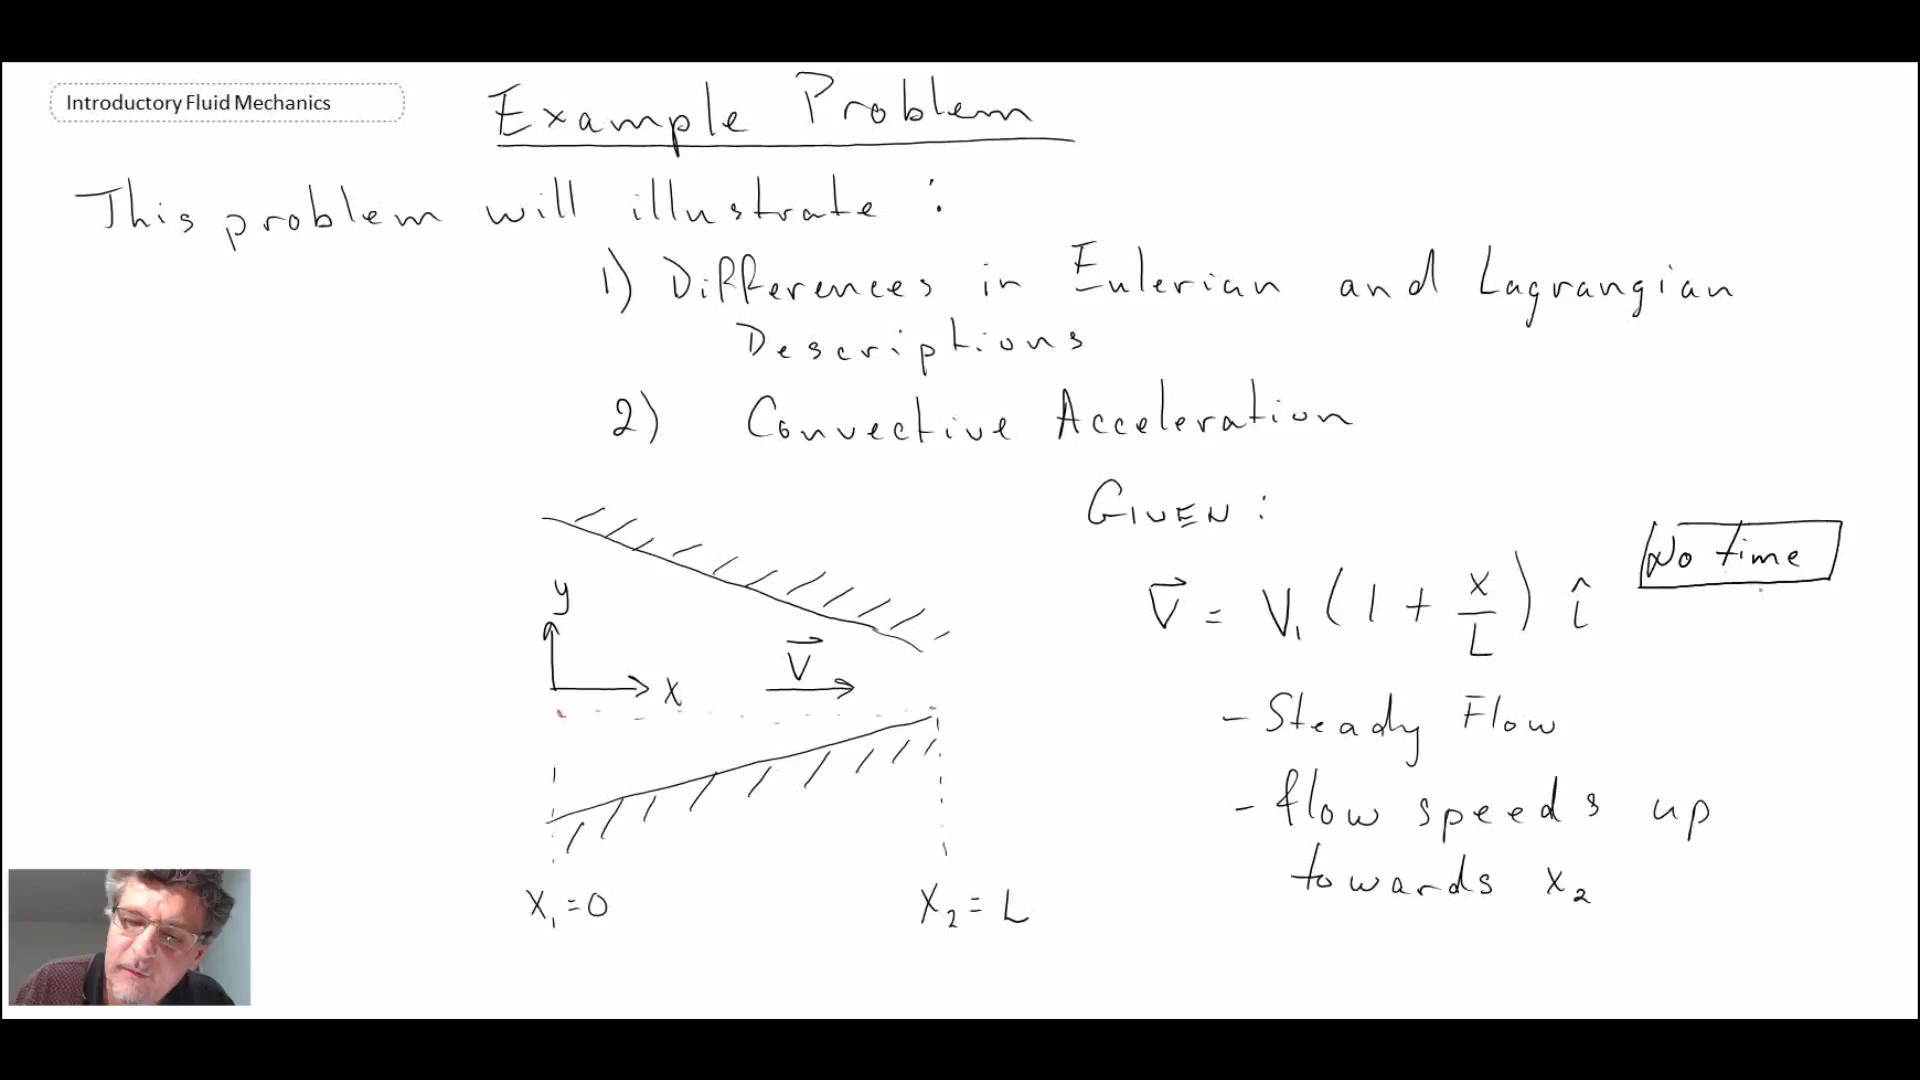 Introductory Fluid Mechanics
Example Problem
This problem will illustrate :
1) Differences in Eulerian and Lagrangian
Descriptions
2) Convective Acceleration
GIVEN :
No time
V⃗ = V₁ (1 + x/L) î
y
V⃗
x
- Steady Flow
- flow speeds up
towards x₂
x₁ = 0
x₂ = L